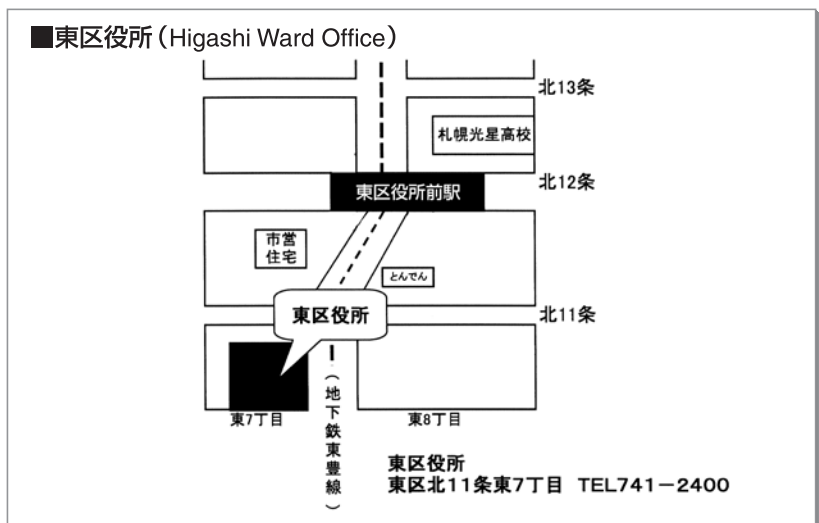 ■東区役所（Higashi Ward Office）
北13条
札幌光星高校
北12条
東区役所前駅
市営
住宅
とんでん
東区役所
北11条
（地下鉄東豊線）
東7丁目
東8丁目
東区役所
東区北11条東7丁目 TEL741－2400